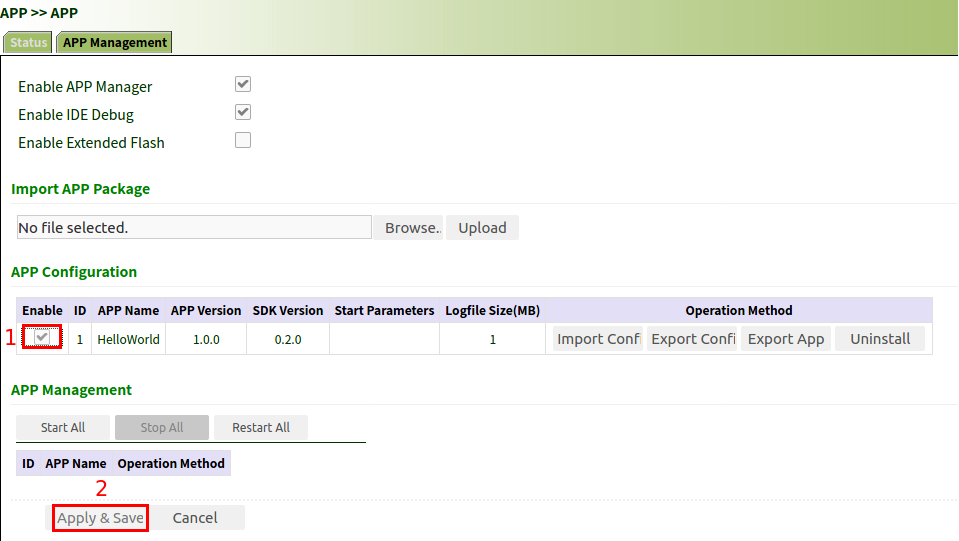 APP >> APP
Status APP Management
Enable APP Manager
Enable IDE Debug
Enable Extended Flash
Import APP Package
No file selected. Browse.. Upload
APP Configuration
Enable ID APP Name APP Version SDK Version Start Parameters Logfile Size(MB) Operation Method
1 1 HelloWorld 1.0.0 0.2.0 1 Import Confi Export Confi Export App Uninstall
APP Management
Start All Stop All Restart All
ID APP Name Operation Method
2
Apply & Save Cancel